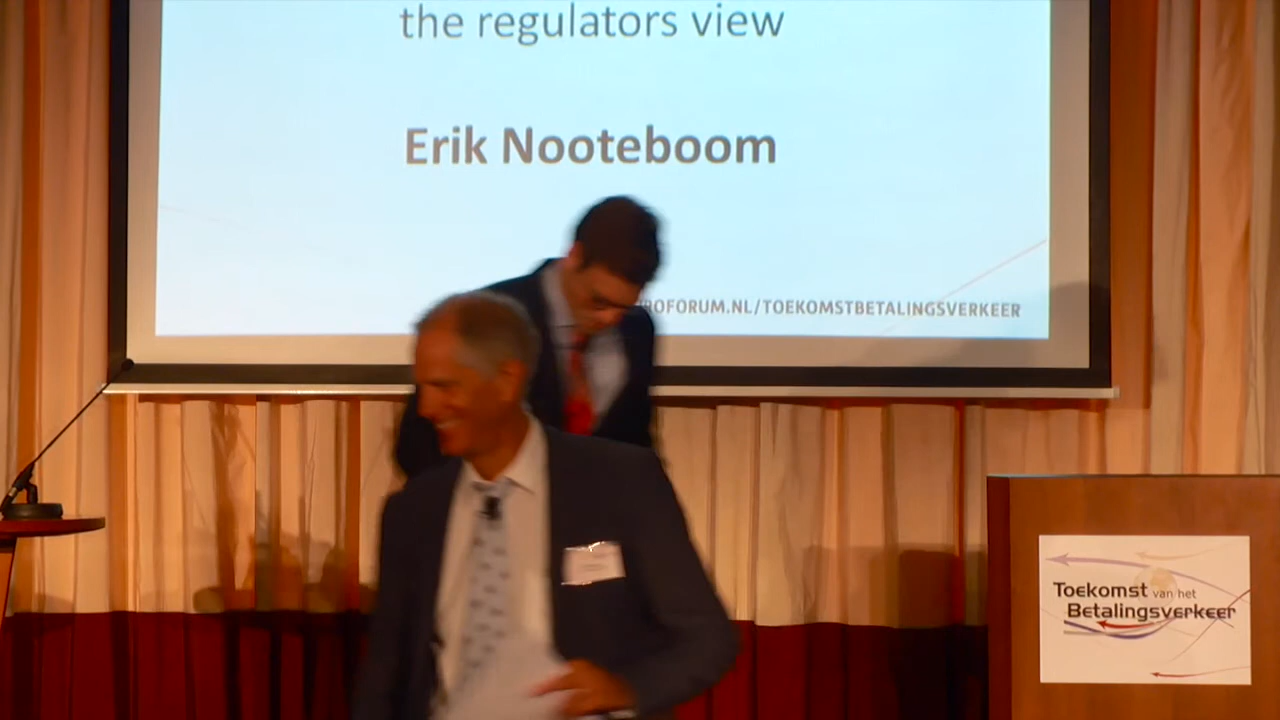 the regulators view
Erik Nooteboom
ROFORUM.NL/TOEKOMSTBETALINGSVERKEER
Toekomst van het
Betalingsverkeer